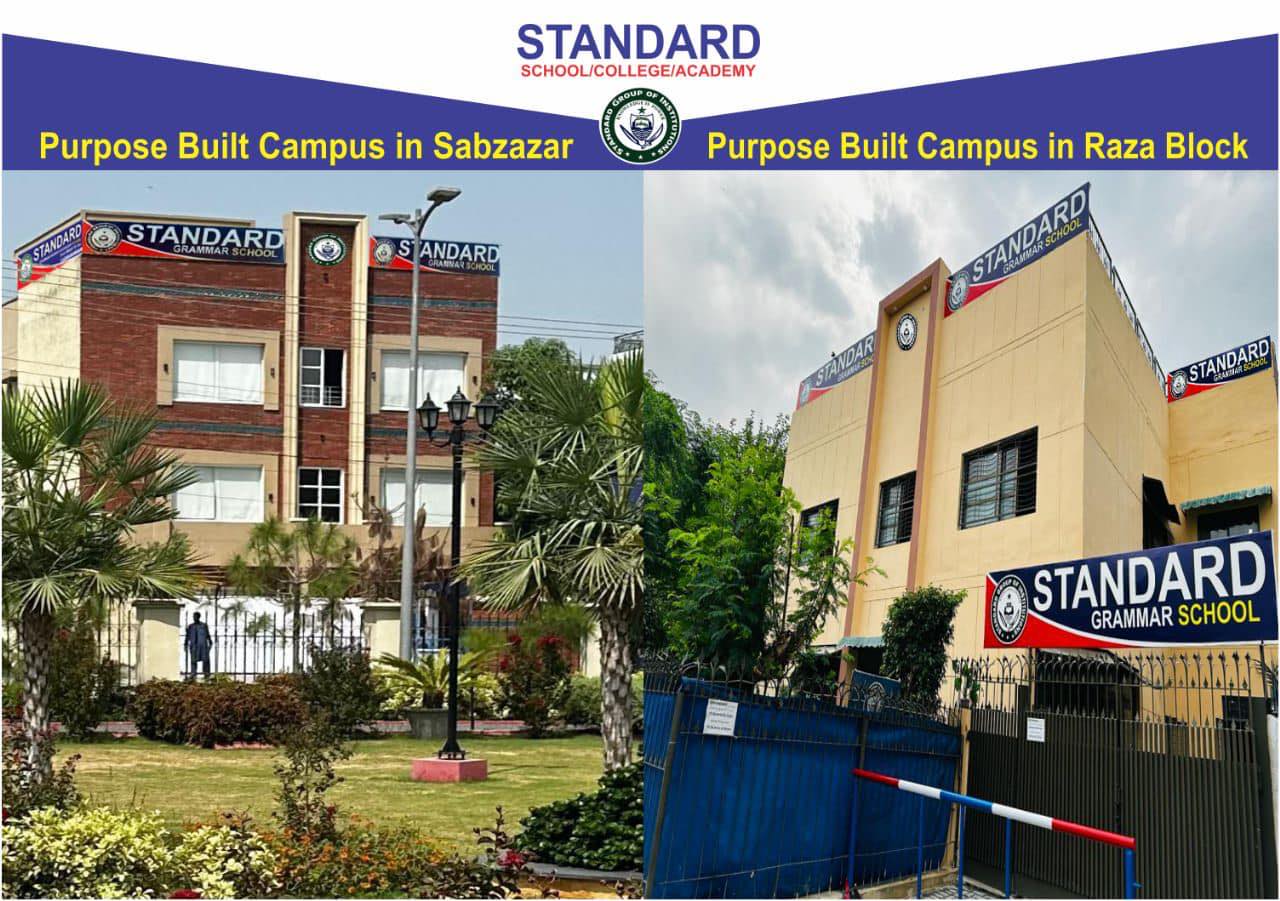 STANDARD
SCHOOL/COLLEGE/ACADEMY
STANDARD GROUP OF INSTITUTIONS
Purpose Built Campus in Sabzazar
Purpose Built Campus in Raza Block
STANDARD
STANDARD
GRAMMAR SCHOOL
STANDARD
GRAMMAR SCHOOL
STANDARD
GRAMMAR SCHOOL
STANDARD
GRAMMAR SCHOOL
STANDARD
GRAMMAR SCHOOL
STANDARD
GRAMMAR SCHOOL